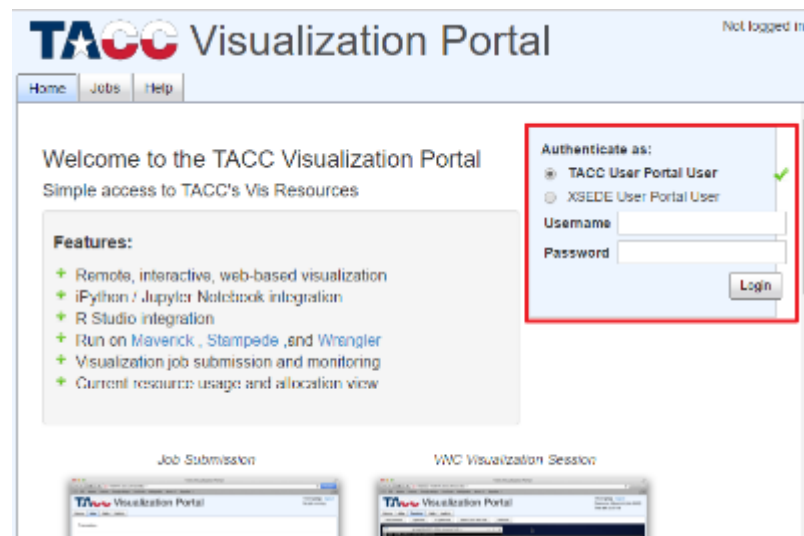 TACC Visualization Portal
Not logged in
Home Jobs Help
Welcome to the TACC Visualization Portal
Simple access to TACC's Vis Resources
Features:
Remote, interactive, web-based visualization
iPython / Jupyter Notebook integration
R Studio integration
Run on Maverick , Stampede ,and Wrangler
Visualization job submission and monitoring
Current resource usage and allocation view
Authenticate as:
TACC User Portal User
XSEDE User Portal User
Username
Password
Login
Job Submission
VNC Visualization Session
TACC Visualization Portal
TACC Visualization Portal